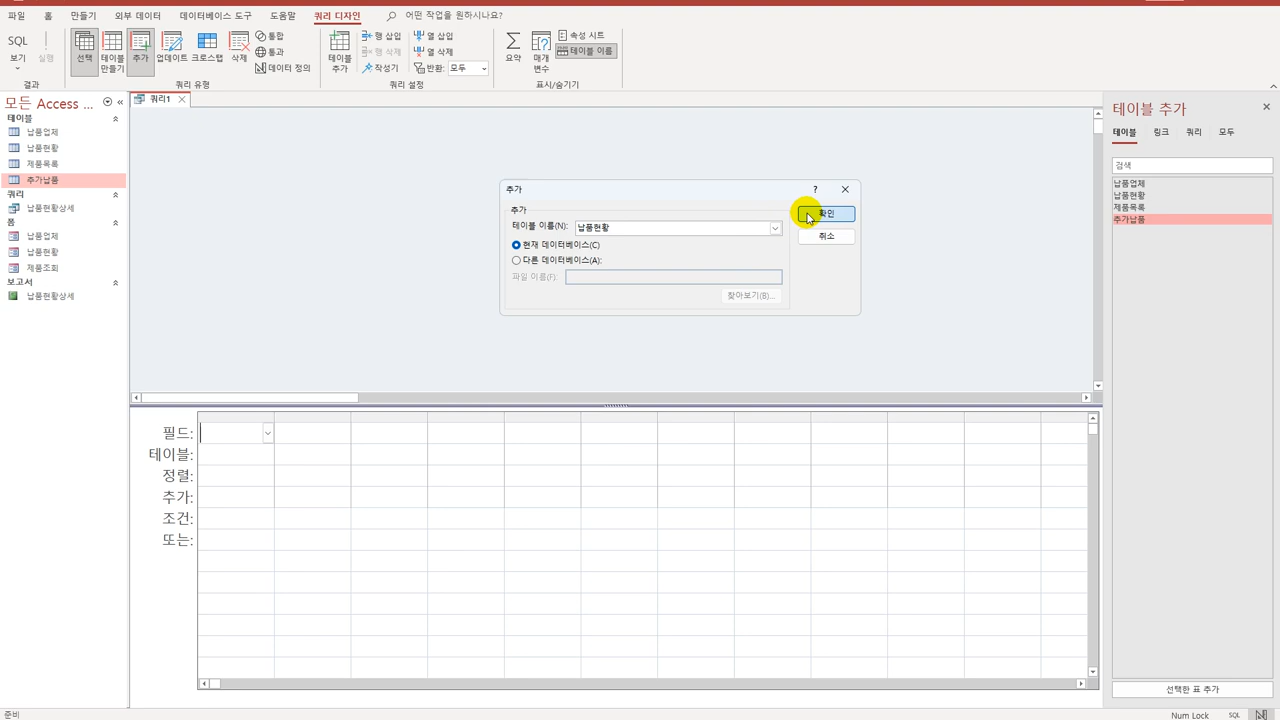 파일 홈 만들기 외부 데이터 데이터베이스 도구 도움말 쿼리 디자인 어떤 작업을 원하시나요?
SQL 보기
실행
결과
선택
테이블 만들기
추가
업데이트
크로스탭
삭제
통합
통과
데이터 정의
쿼리 유형
테이블 추가
행 삽입
행 삭제
작성기
열 삽입
열 삭제
반환: 모두
쿼리 설정
요약
매개 변수
속성 시트
테이블 이름
표시/숨기기
모든 Access ...
테이블
납품업체
납품현황
제품목록
추가납품
쿼리
납품현황상세
폼
납품업체
납품현황
제품조회
보고서
납품현황상세
쿼리1
추가
추가
테이블 이름(N): 납품현황
현재 데이터베이스(C)
다른 데이터베이스(A):
파일 이름(F):
찾아보기(B)...
확인
취소
필드:
테이블:
정렬:
추가:
조건:
또는:
테이블 추가
테이블 링크 쿼리 모두
검색
납품업체
납품현황
제품목록
추가납품
선택한 표 추가
준비
Num Lock
SQL